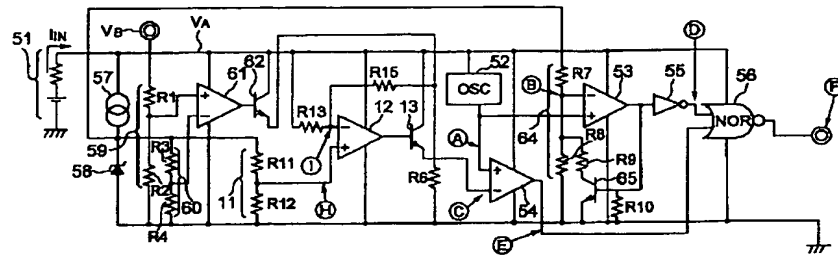 51
IIN
VB
VA
57
59
58
R1
R2
R3
R4
60
61
62
11
R11
R12
R13
R15
I
H
12
13
R6
C
A
52
OSC
B
64
R7
53
R8
R9
65
R10
54
E
55
D
56
NOR
F